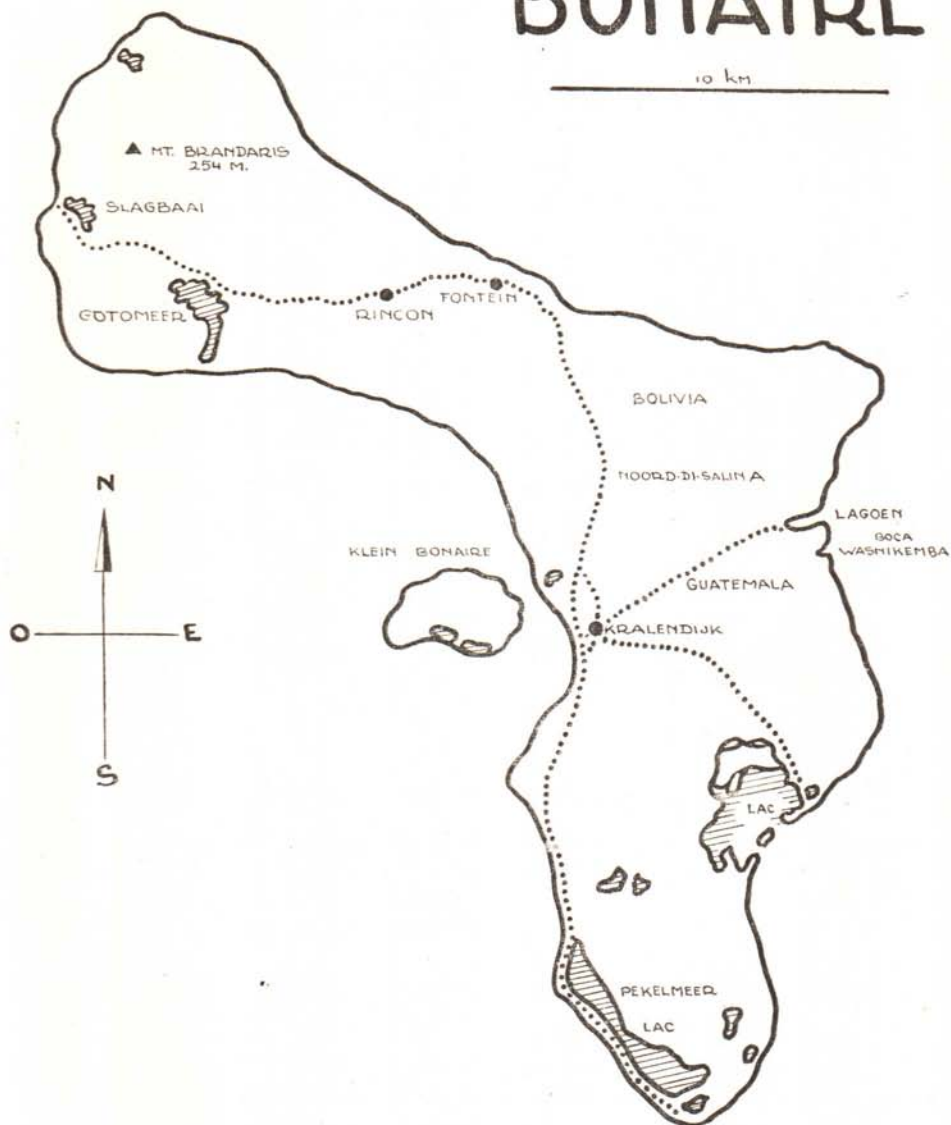 BONAIRE
10 km
▲ MT. BRANDARIS
254 M.
SLAGBAAI
GOTOMEER
RINCON
FONTEIN
BOLIVIA
NOORD-DI-SALINA
N
LAGOEN
BOCA
WASNIKEMBA
KLEIN BONAIRE
GUATEMALA
O
E
KRALENDIJK
S
LAC
PEKELMEER
LAC